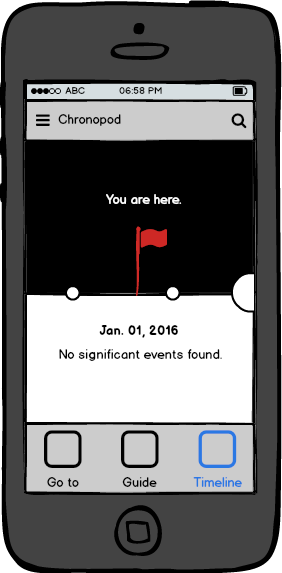 ABC 06:58 PM
Chronopod
You are here.
Jan. 01, 2016
No significant events found.
Go to Guide Timeline